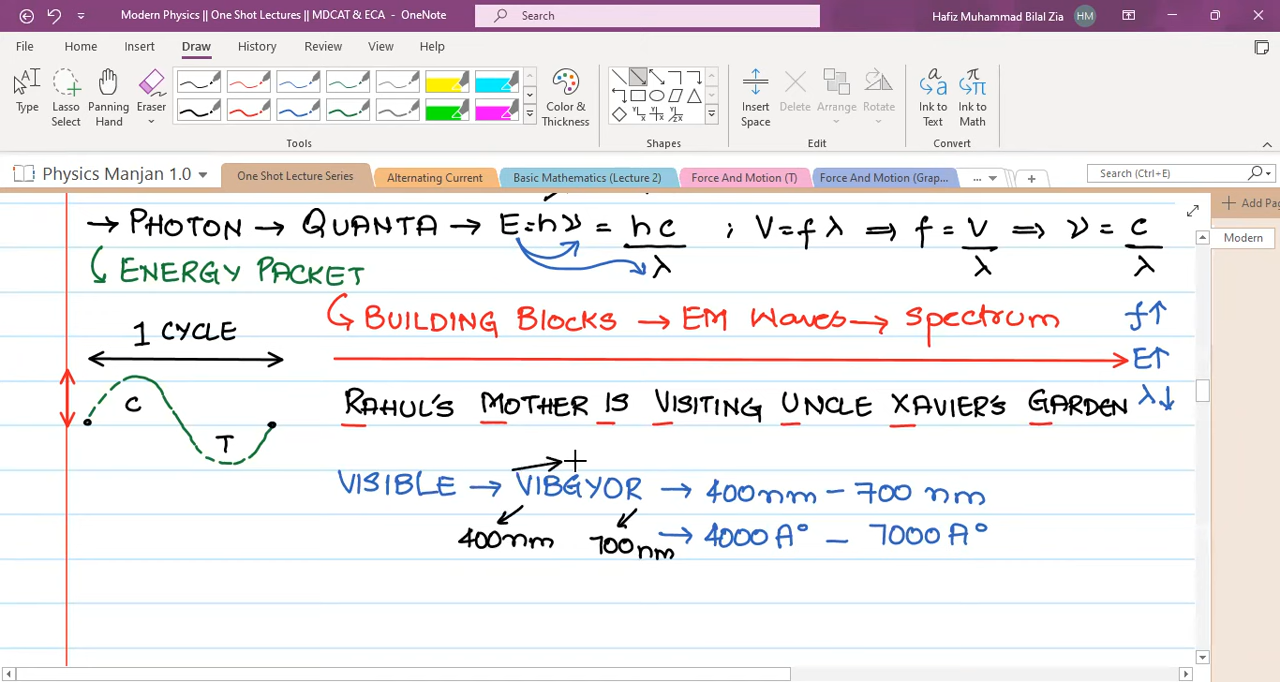 Modern Physics || One Shot Lectures || MDCAT & ECA - OneNote
Search
Hafiz Muhammad Bilal Zia HM
File Home Insert Draw History Review View Help
Type Lasso Select Panning Hand Eraser Color & Thickness Insert Space Delete Arrange Rotate Ink to Text Ink to Math
Tools Shapes Edit Convert
Physics Manjan 1.0 One Shot Lecture Series Alternating Current Basic Mathematics (Lecture 2) Force And Motion (T) Force And Motion (Grap... ... Search (Ctrl+E)
Add Pag
Modern
→ PHOTON → QUANTA → E = hν = hc/λ ; V = f λ ⟹ f = V/λ ⟹ ν = c/λ
ENERGY PACKET
BUILDING BLOCKS → EM Waves → Spectrum f↑
1 CYCLE
E↑
RAHUL'S MOTHER IS VISITING UNCLE XAVIER'S GARDEN λ↓
C
T
VISIBLE → VIBGYOR → 400nm - 700 nm
400nm 700nm → 4000 A° - 7000 A°